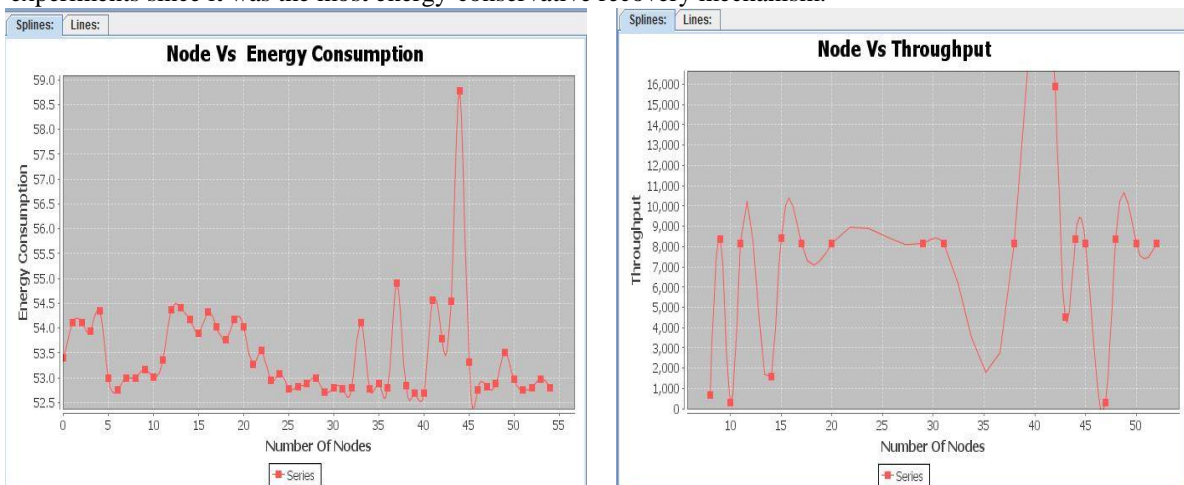 experiments since it was the most energy-conservative recovery mechanism.
Splines: Lines:
Node Vs Energy Consumption
59.0
58.5
58.0
57.5
57.0
56.5
56.0
55.5
55.0
54.5
54.0
53.5
53.0
52.5
Energy Consumption
0 5 10 15 20 25 30 35 40 45 50 55
Number Of Nodes
Series
Splines: Lines:
Node Vs Throughput
16,000
15,000
14,000
13,000
12,000
11,000
10,000
9,000
8,000
7,000
6,000
5,000
4,000
3,000
2,000
1,000
0
Throughput
10 15 20 25 30 35 40 45 50
Number Of Nodes
Series